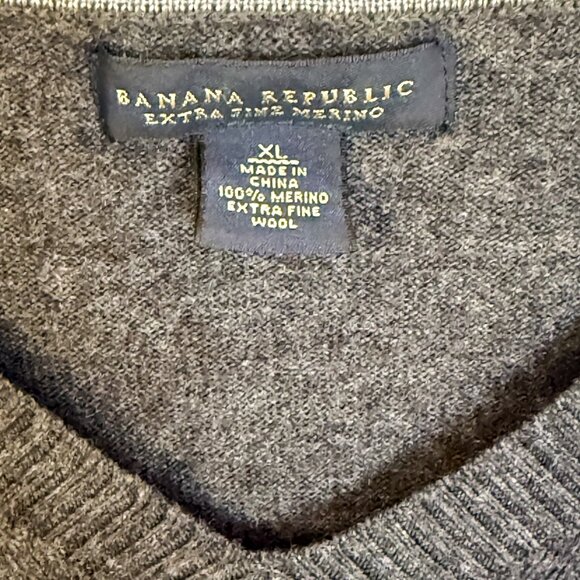 BANANA REPUBLIC
EXTRA FINE MERINO
XL
MADE IN
CHINA
100% MERINO
EXTRA FINE
WOOL